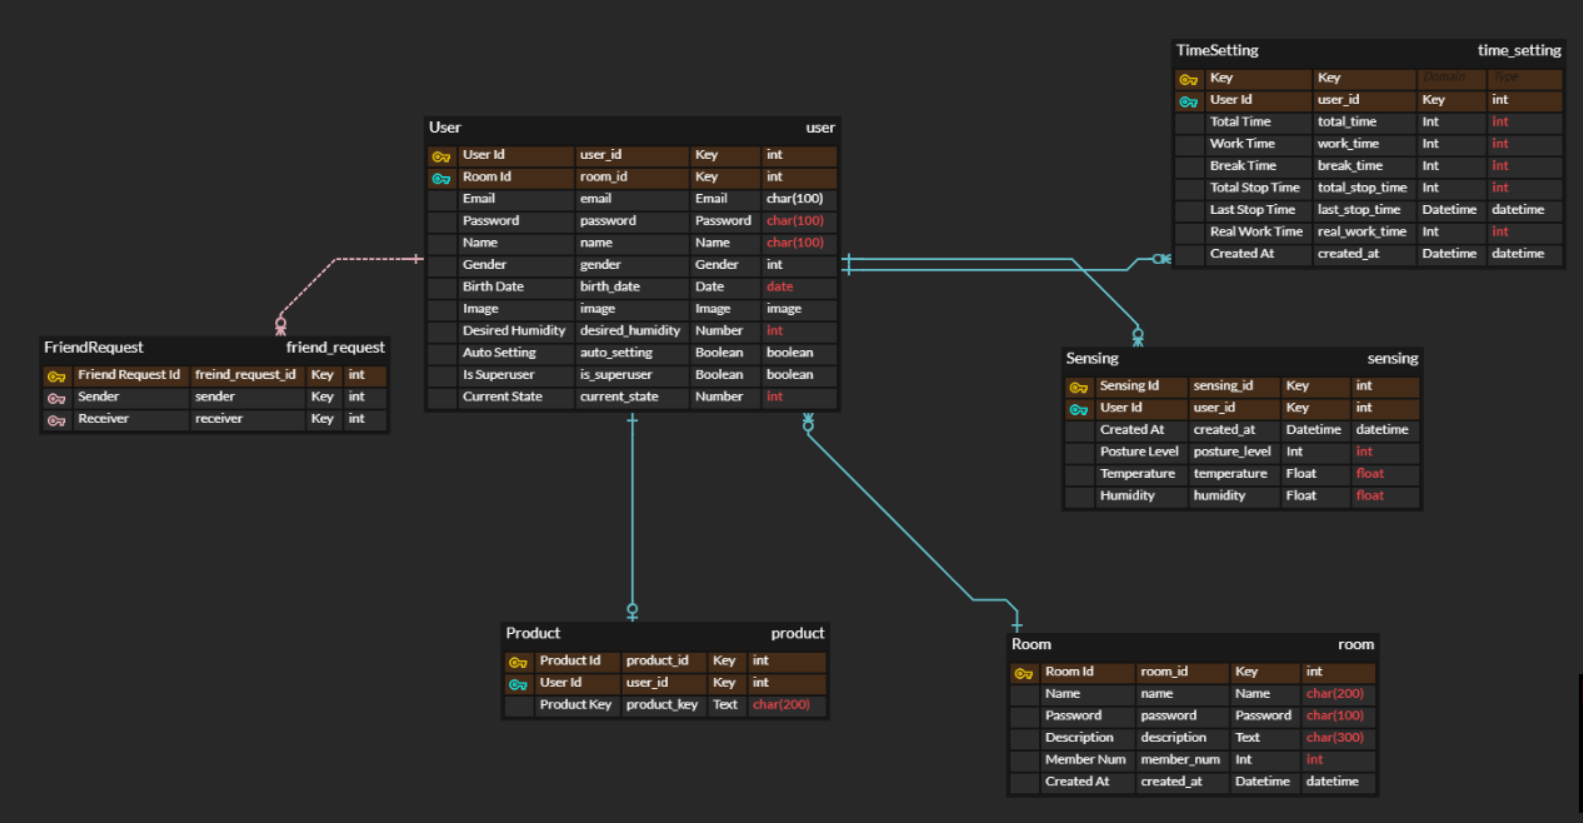 TimeSetting time_setting
Key Key Domain Type
User Id user_id Key int
Total Time total_time Int int
Work Time work_time Int int
Break Time break_time Int int
Total Stop Time total_stop_time Int int
Last Stop Time last_stop_time Datetime datetime
Real Work Time real_work_time Int int
Created At created_at Datetime datetime
User user
User Id user_id Key int
Room Id room_id Key int
Email email Email char(100)
Password password Password char(100)
Name name Name char(100)
Gender gender Gender int
Birth Date birth_date Date date
Image image Image image
Desired Humidity desired_humidity Number int
Auto Setting auto_setting Boolean boolean
Is Superuser is_superuser Boolean boolean
Current State current_state Number int
FriendRequest friend_request
Friend Request Id freind_request_id Key int
Sender sender Key int
Receiver receiver Key int
Sensing sensing
Sensing Id sensing_id Key int
User Id user_id Key int
Created At created_at Datetime datetime
Posture Level posture_level Int int
Temperature temperature Float float
Humidity humidity Float float
Product product
Product Id product_id Key int
User Id user_id Key int
Product Key product_key Text char(200)
Room room
Room Id room_id Key int
Name name Name char(200)
Password password Password char(100)
Description description Text char(300)
Member Num member_num Int int
Created At created_at Datetime datetime